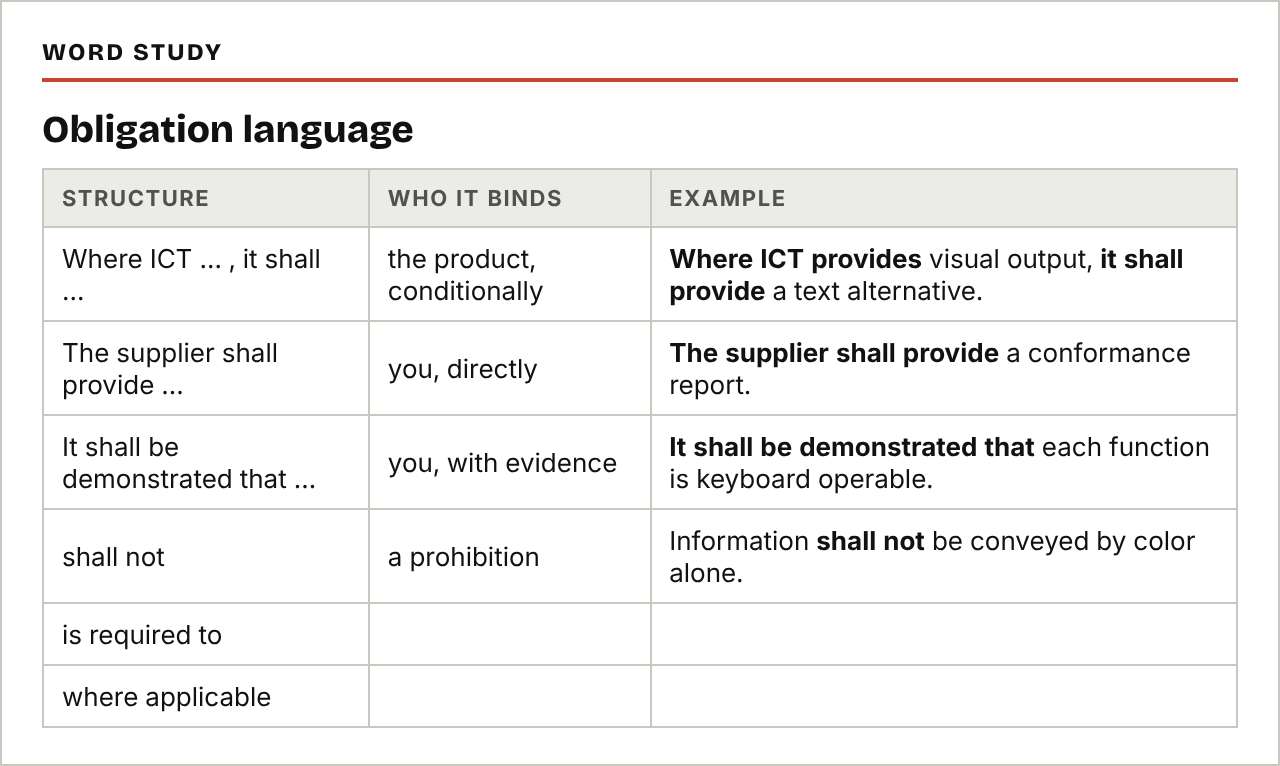 WORD STUDY
Obligation language
STRUCTURE
WHO IT BINDS
EXAMPLE
Where ICT ... , it shall
...
the product,
conditionally
Where ICT provides visual output, it shall
provide a text alternative.
The supplier shall
provide ...
you, directly
The supplier shall provide a conformance
report.
It shall be
demonstrated that ...
you, with evidence
It shall be demonstrated that each function
is keyboard operable.
shall not
a prohibition
Information shall not be conveyed by color
alone.
is required to
where applicable